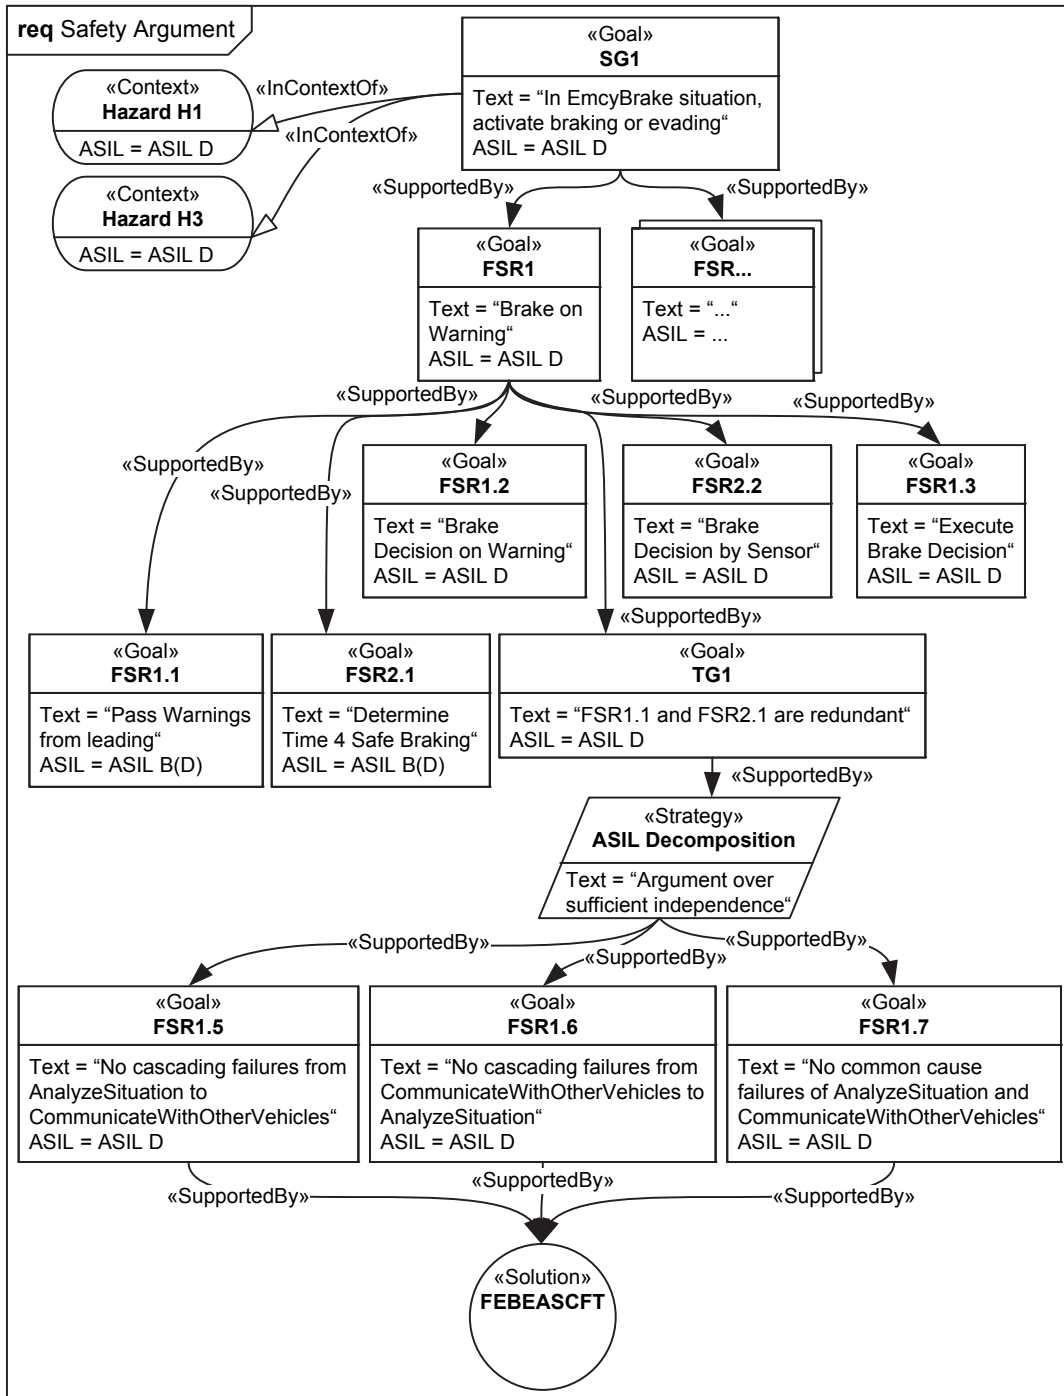 req Safety Argument
«Goal»
SG1
Text = “In EmcyBrake situation,
activate braking or evading“
ASIL = ASIL D
«Context»
Hazard H1
ASIL = ASIL D
«InContextOf»
«InContextOf»
«Context»
Hazard H3
ASIL = ASIL D
«SupportedBy»
«SupportedBy»
«Goal»
FSR1
Text = “Brake on
Warning“
ASIL = ASIL D
«Goal»
FSR...
Text = “...“
ASIL = ...
«SupportedBy»
«SupportedBy»
«SupportedBy»
«SupportedBy»
«SupportedBy»
«Goal»
FSR1.2
Text = “Brake
Decision on Warning“
ASIL = ASIL D
«Goal»
FSR2.2
Text = “Brake
Decision by Sensor“
ASIL = ASIL D
«Goal»
FSR1.3
Text = “Execute
Brake Decision“
ASIL = ASIL D
«SupportedBy»
«Goal»
FSR1.1
Text = “Pass Warnings
from leading“
ASIL = ASIL B(D)
«Goal»
FSR2.1
Text = “Determine
Time 4 Safe Braking“
ASIL = ASIL B(D)
«Goal»
TG1
Text = “FSR1.1 and FSR2.1 are redundant“
ASIL = ASIL D
«SupportedBy»
«Strategy»
ASIL Decomposition
Text = “Argument over
sufficient independence“
«SupportedBy»
«SupportedBy»
«SupportedBy»
«Goal»
FSR1.5
Text = “No cascading failures from
AnalyzeSituation to
CommunicateWithOtherVehicles“
ASIL = ASIL D
«Goal»
FSR1.6
Text = “No cascading failures from
CommunicateWithOtherVehicles to
AnalyzeSituation“
ASIL = ASIL D
«Goal»
FSR1.7
Text = “No common cause
failures of AnalyzeSituation and
CommunicateWithOtherVehicles“
ASIL = ASIL D
«SupportedBy»
«SupportedBy»
«SupportedBy»
«Solution»
FEBEASCFT